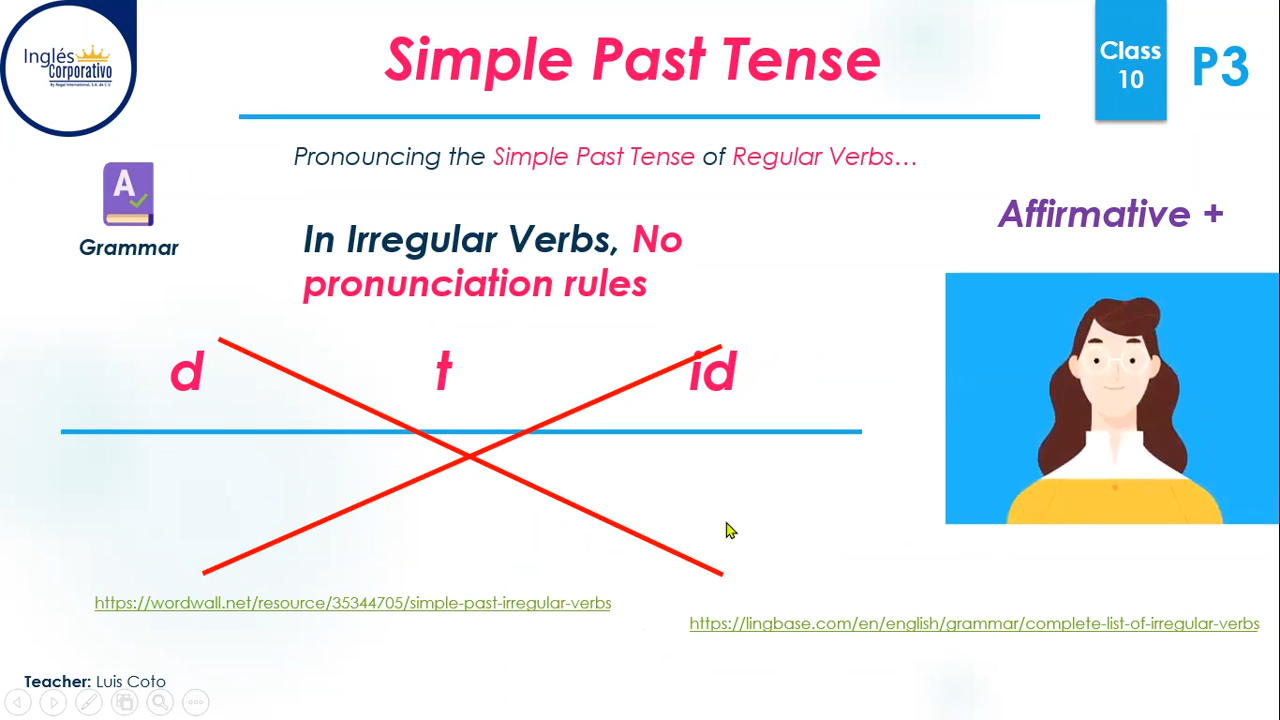 Inglés
Corporativo
By Regal International, S.A. de C.V.
Simple Past Tense
Class
10
P3
Pronouncing the Simple Past Tense of Regular Verbs…
A
Grammar
Affirmative +
In Irregular Verbs, No
pronunciation rules
d t id
https://wordwall.net/resource/35344705/simple-past-irregular-verbs
https://lingbase.com/en/english/grammar/complete-list-of-irregular-verbs
Teacher: Luis Coto